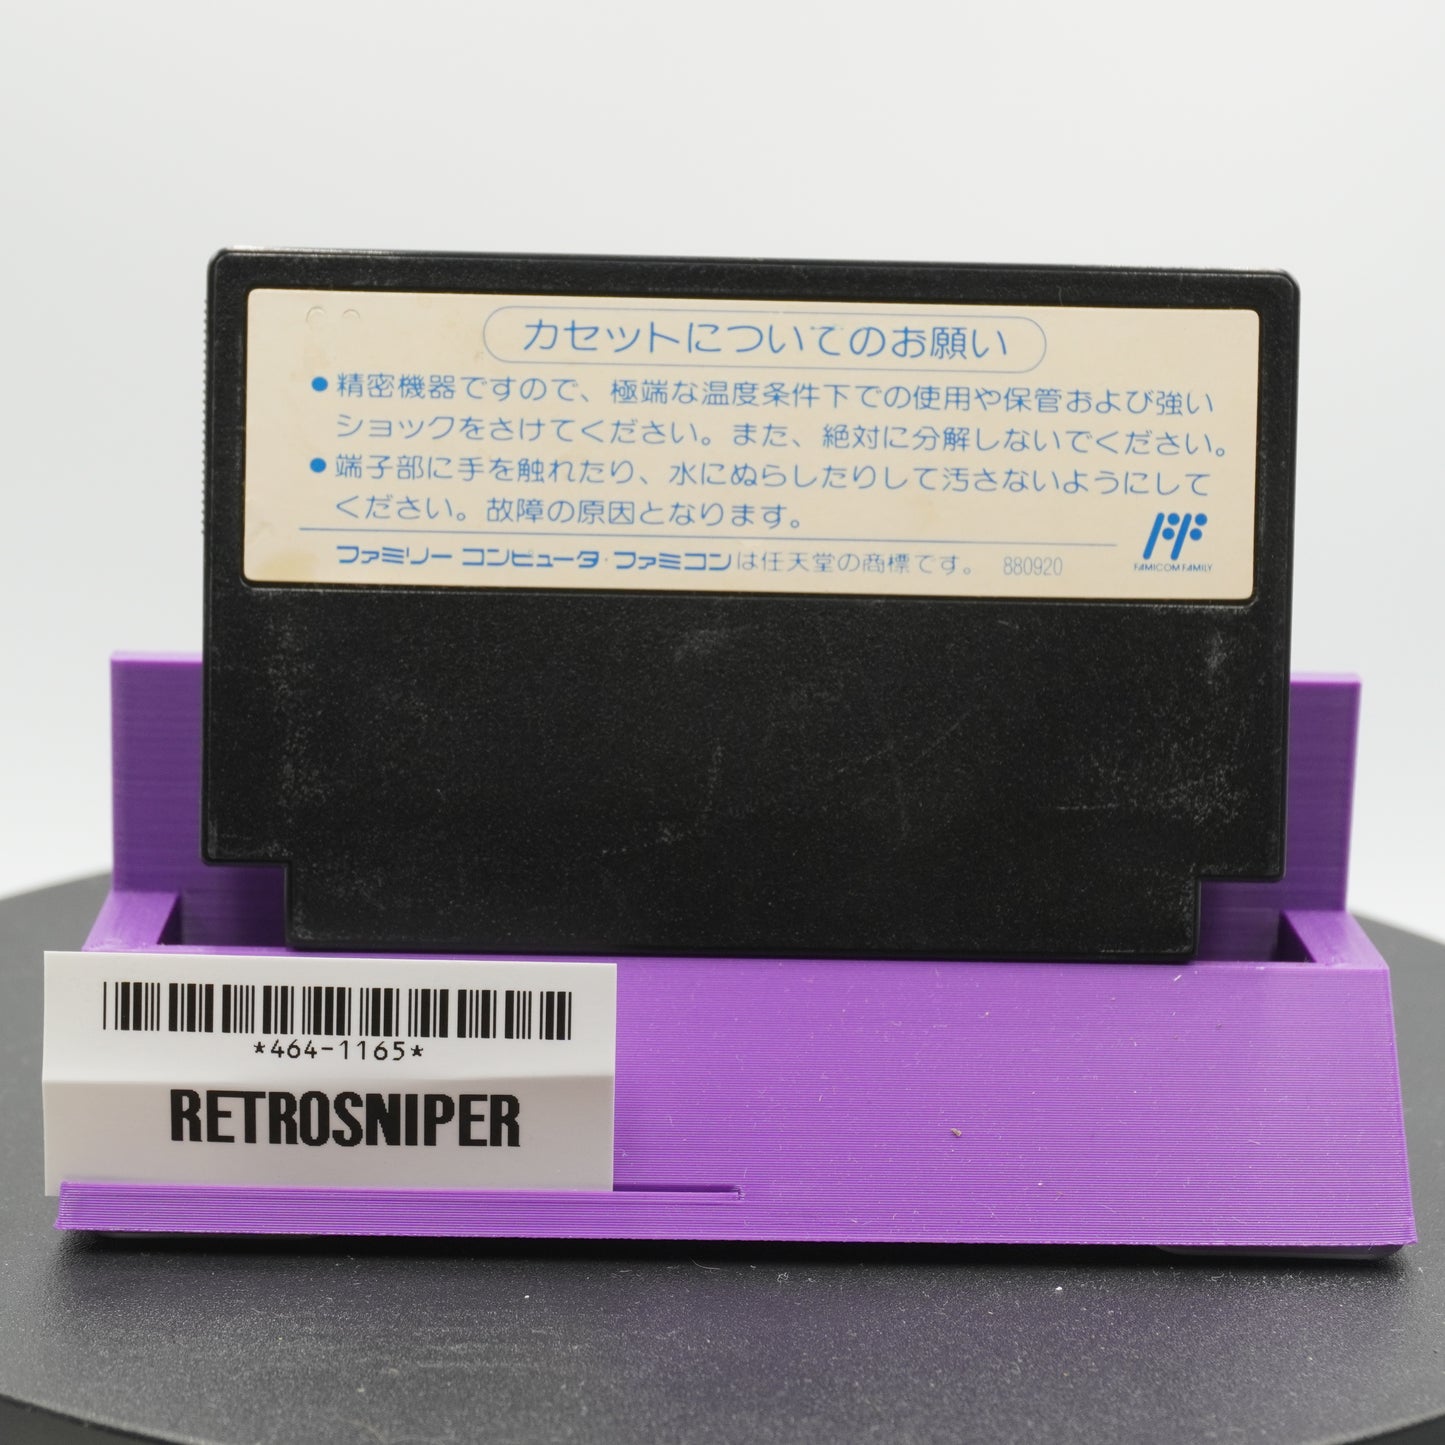 カセットについてのお願い
●精密機器ですので、極端な温度条件下での使用や保管および強い
ショックをさけてください。また、絶対に分解しないでください。
●端子部に手を触れたり、水にぬらしたりして汚さないようにして
ください。故障の原因となります。
ファミリー コンピュータ・ファミコンは任天堂の商標です。 880920
FAMICOM FAMILY
*464-1165*
RETROSNIPER